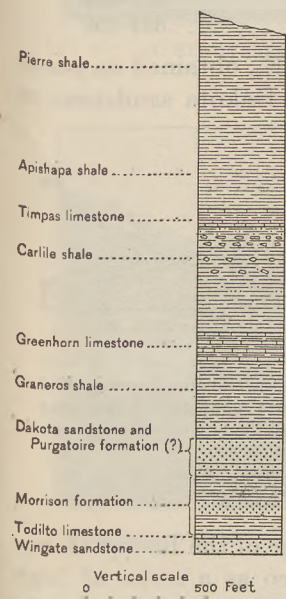 Pierre shale
Apishapa shale
Timpas limestone
Carlile shale
Greenhorn limestone
Graneros shale
Dakota sandstone and
Purgatoire formation (?)
Morrison formation
Todilto limestone
Wingate sandstone
Vertical scale
0 500 Feet